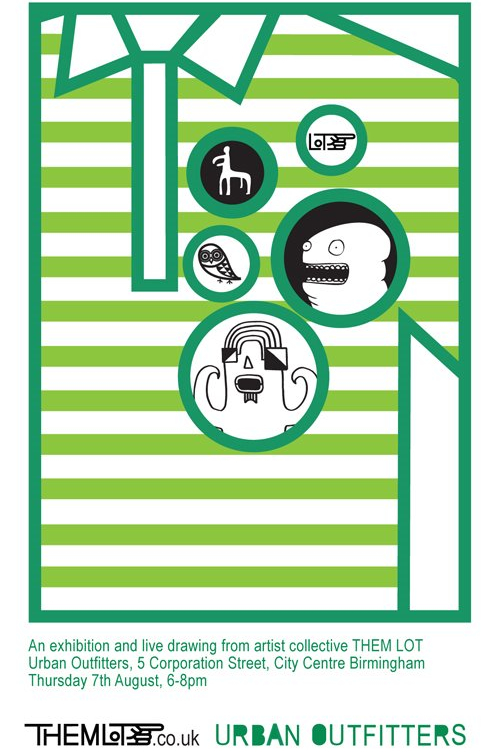 LOT
An exhibition and live drawing from artist collective THEM LOT
Urban Outfitters, 5 Corporation Street, City Centre Birmingham
Thursday 7th August, 6-8pm
THEMLOT.co.uk
URBAN OUTFITTERS